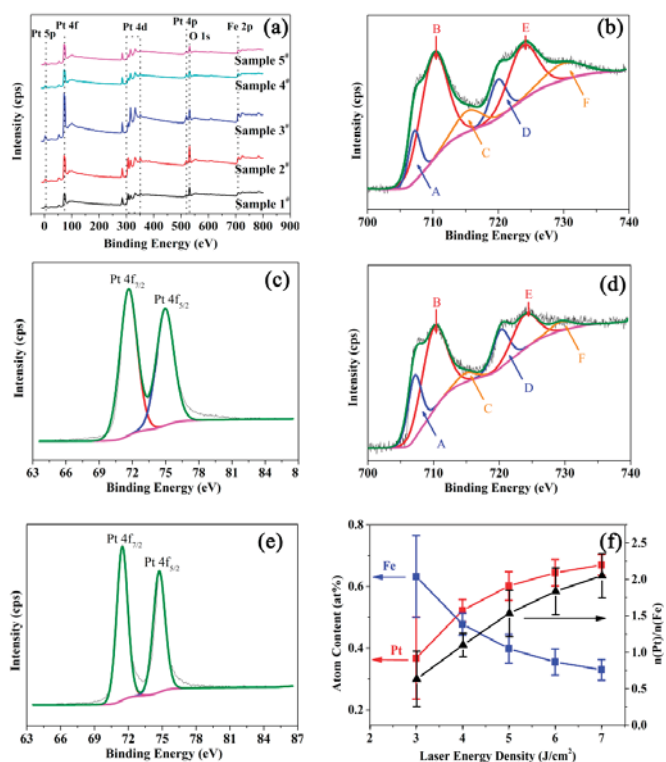 Pt 5p Pt 4f Pt 4d Pt 4p Fe 2p
O 1s
(a)
Sample 5#
Sample 4#
Sample 3#
Sample 2#
Sample 1#
Intensity (cps)
0 100 200 300 400 500 600 700 800 900
Binding Energy (eV)
(b)
B
E
F
D
C
A
Intensity (cps)
700 710 720 730 740
Binding Energy (eV)
(c)
Pt 4f7/2
Pt 4f5/2
Intensity (cps)
63 66 69 72 75 78 81 84 8
Binding Energy (eV)
(d)
B
E
F
D
C
A
Intensity (cps)
700 710 720 730 740
Binding Energy (eV)
(e)
Pt 4f7/2
Pt 4f5/2
Intensity (cps)
63 66 69 72 75 78 81 84 87
Binding Energy (eV)
(f)
Fe
Pt
0.8
0.6
0.4
0.2
Atom Content (at%)
2.5
2.0
1.5
1.0
0.5
0.0
n(Pt)/n(Fe)
2 3 4 5 6 7
Laser Energy Density (J/cm2)